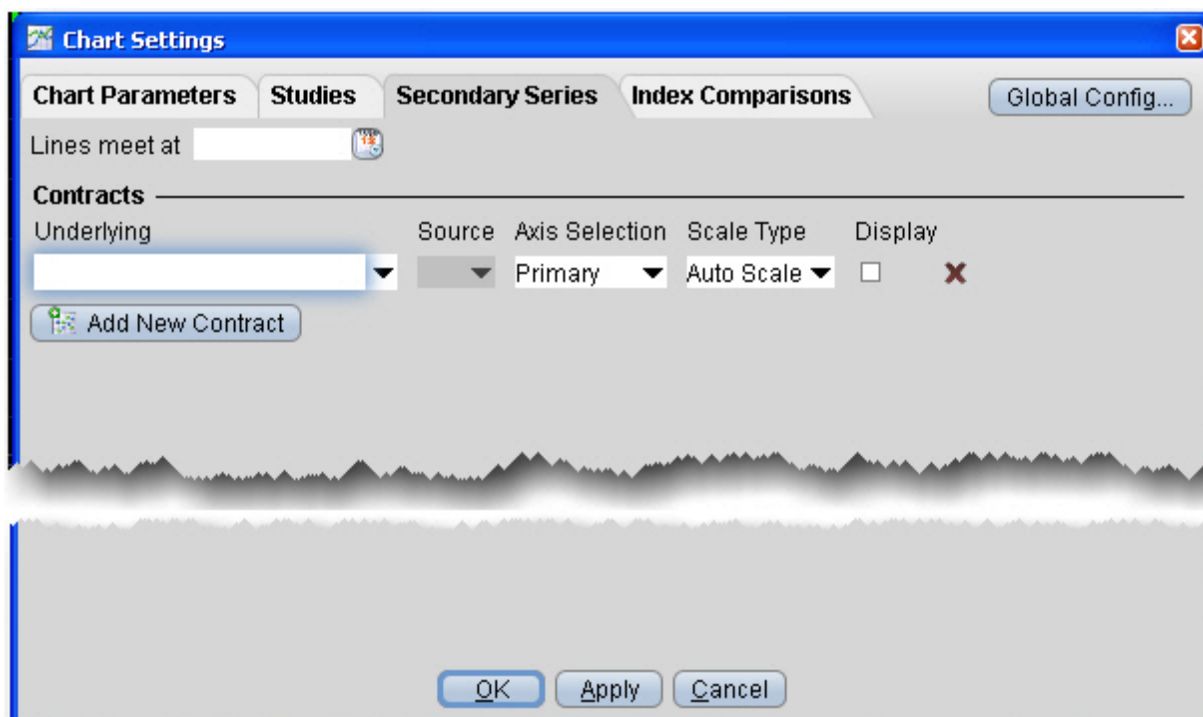 Chart Settings
Chart Parameters Studies Secondary Series Index Comparisons Global Config...
Lines meet at
Contracts
Underlying Source Axis Selection Scale Type Display
Primary Auto Scale
Add New Contract
OK Apply Cancel